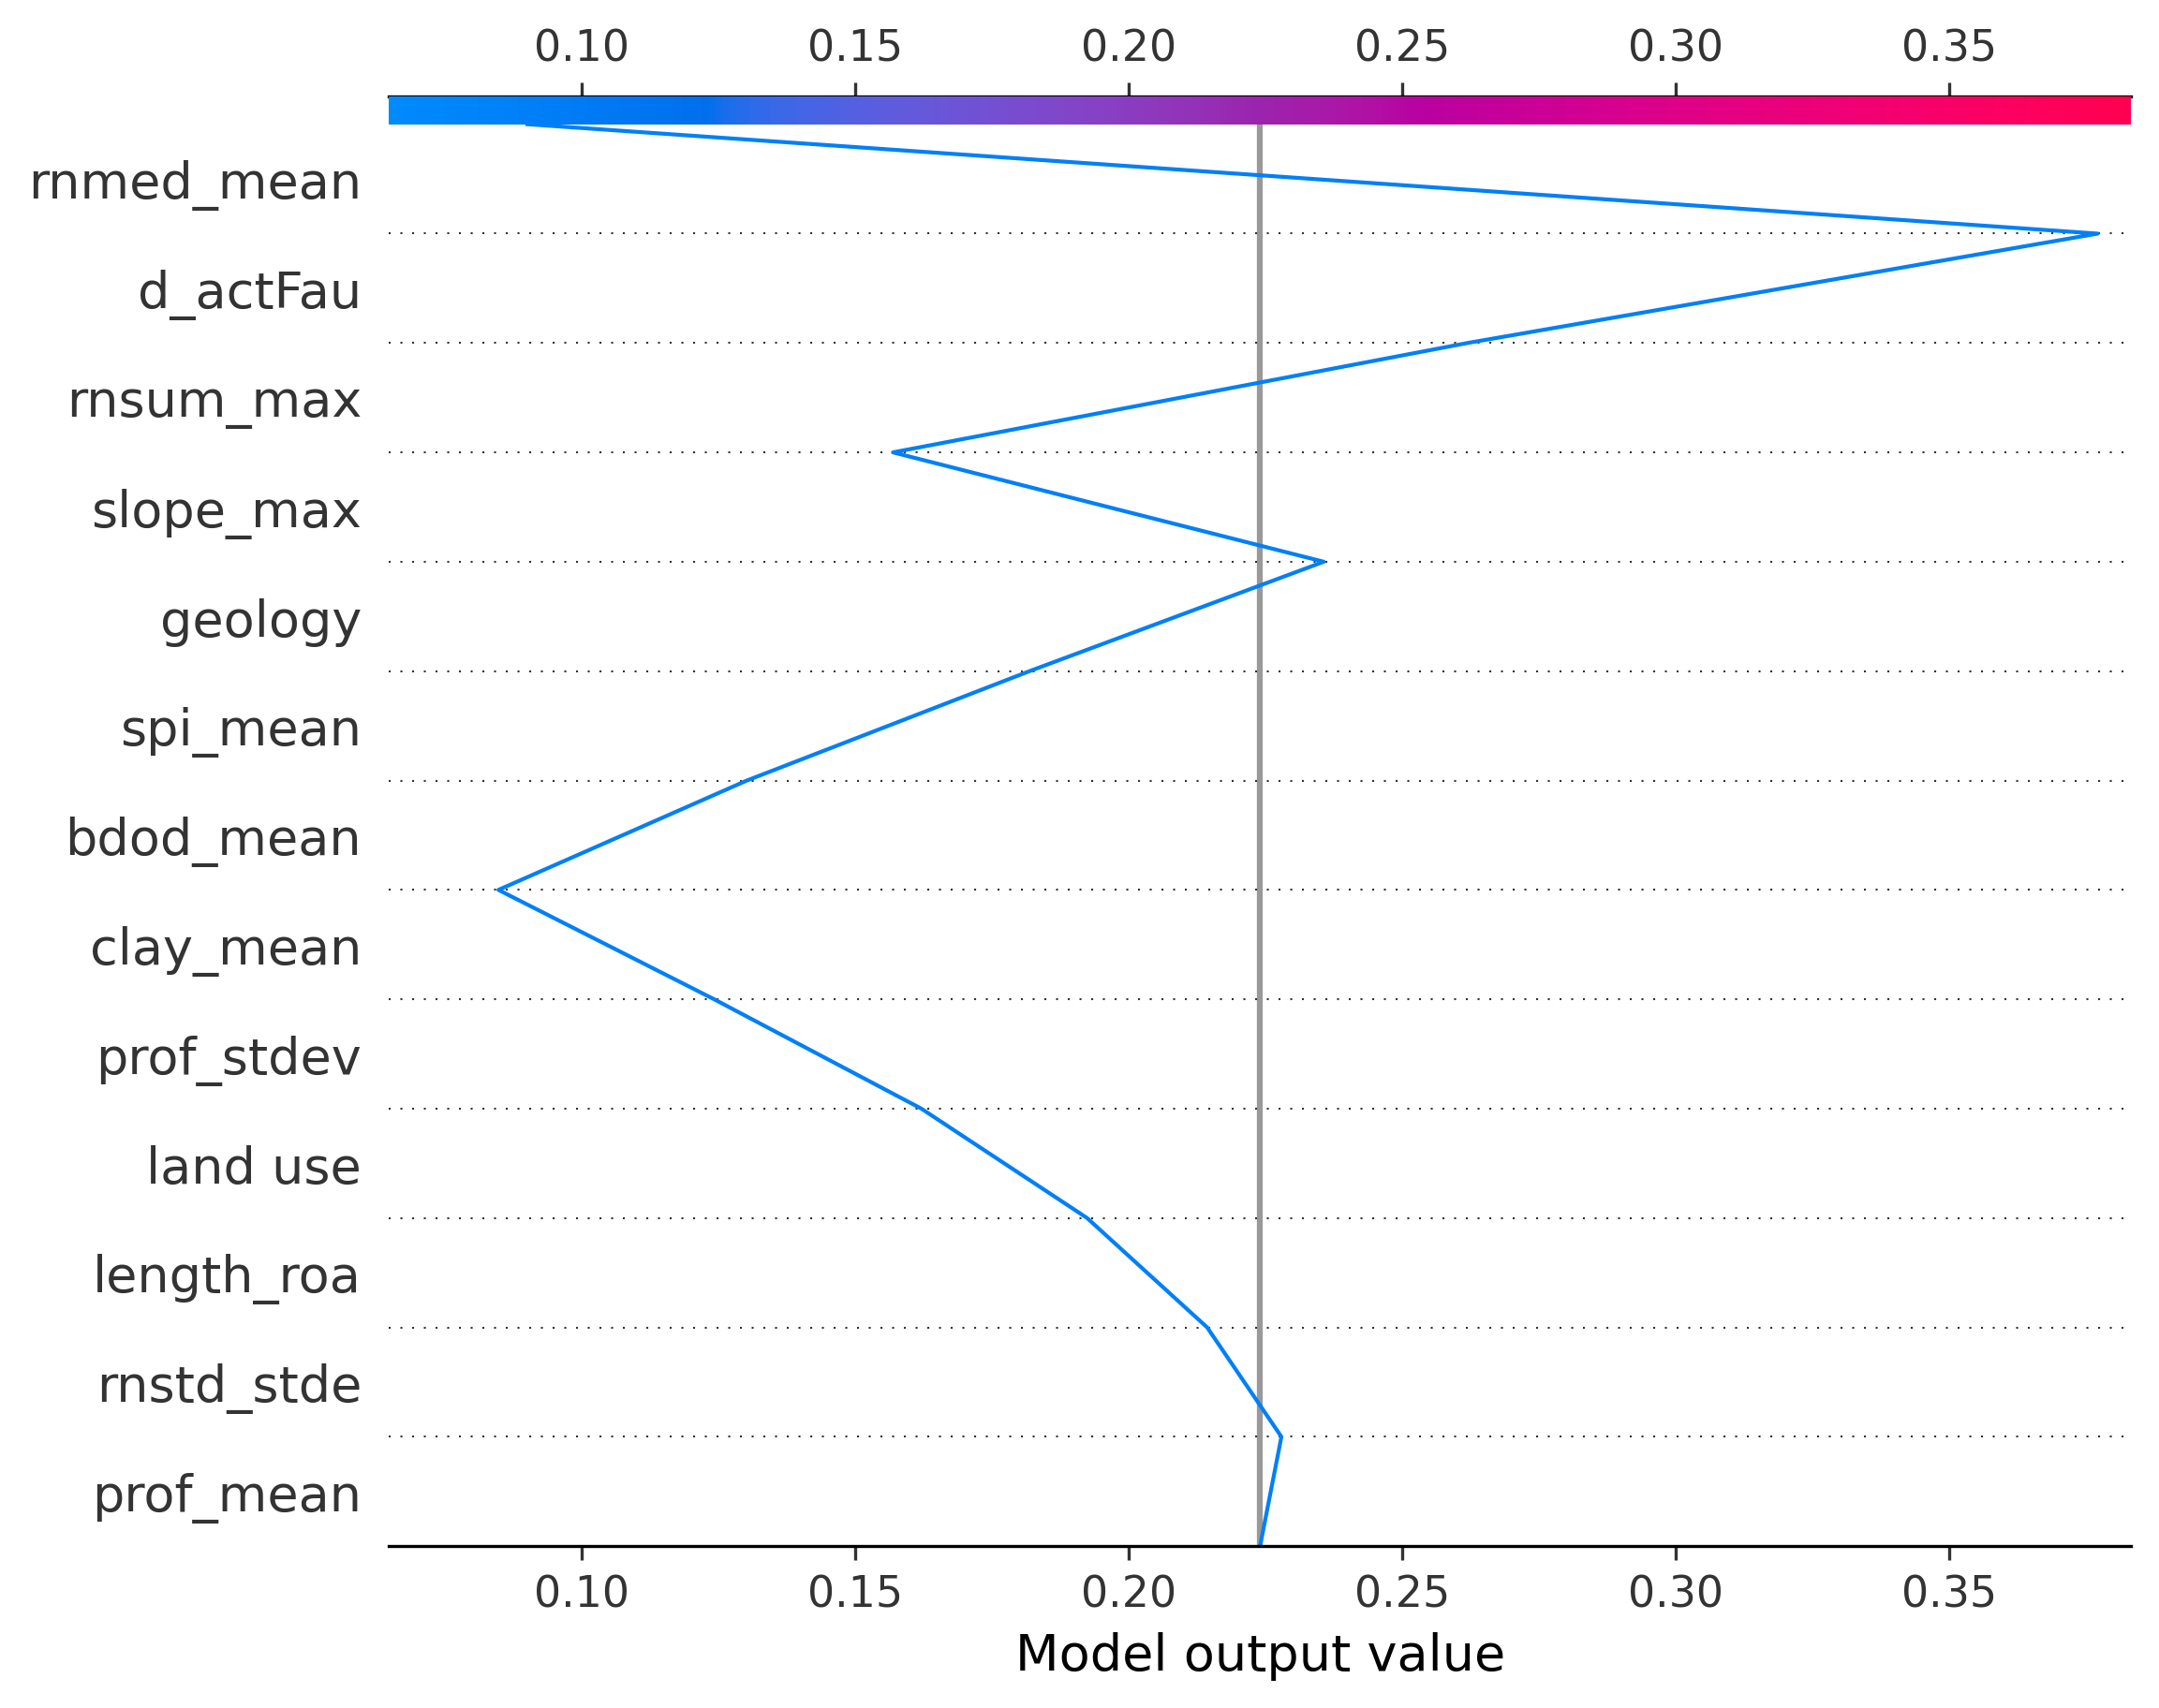 0.10 0.15 0.20 0.25 0.30 0.35
rnmed_mean
d_actFau
rnsum_max
slope_max
geology
spi_mean
bdod_mean
clay_mean
prof_stdev
land use
length_roa
rnstd_stde
prof_mean
0.10 0.15 0.20 0.25 0.30 0.35
Model output value